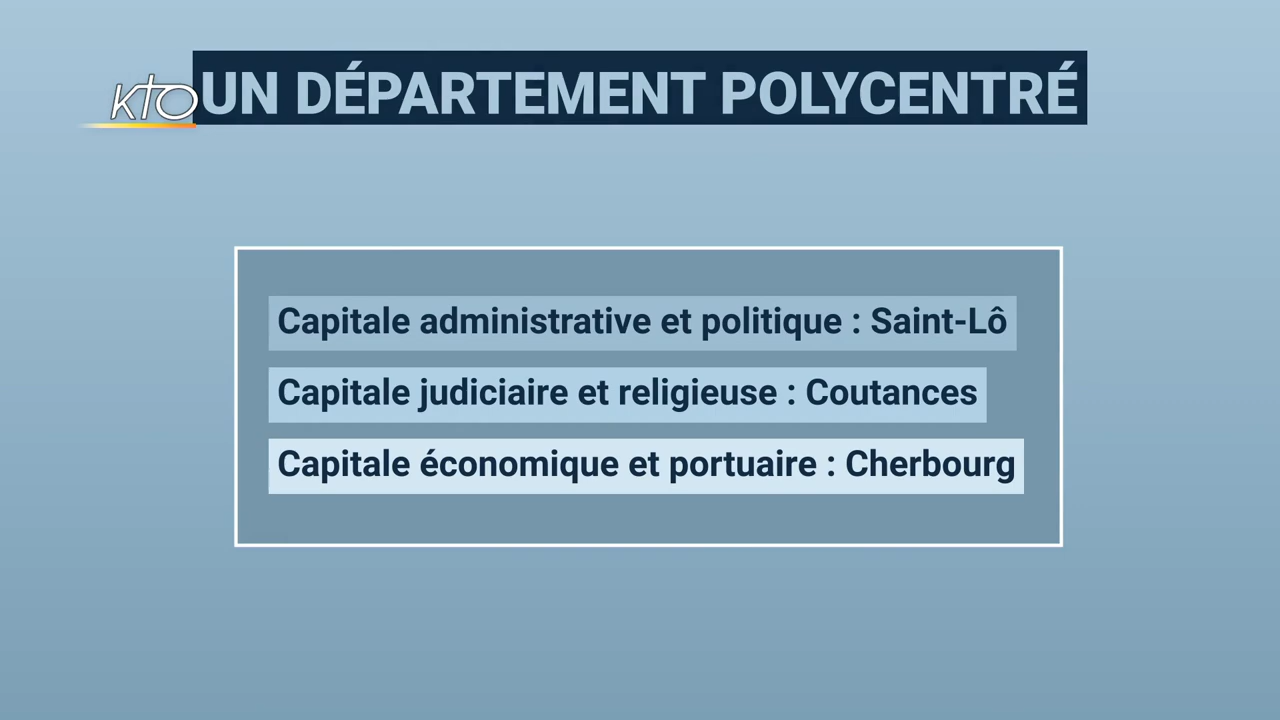 KTO
UN DÉPARTEMENT POLYCENTRÉ
Capitale administrative et politique : Saint-Lô
Capitale judiciaire et religieuse : Coutances
Capitale économique et portuaire : Cherbourg